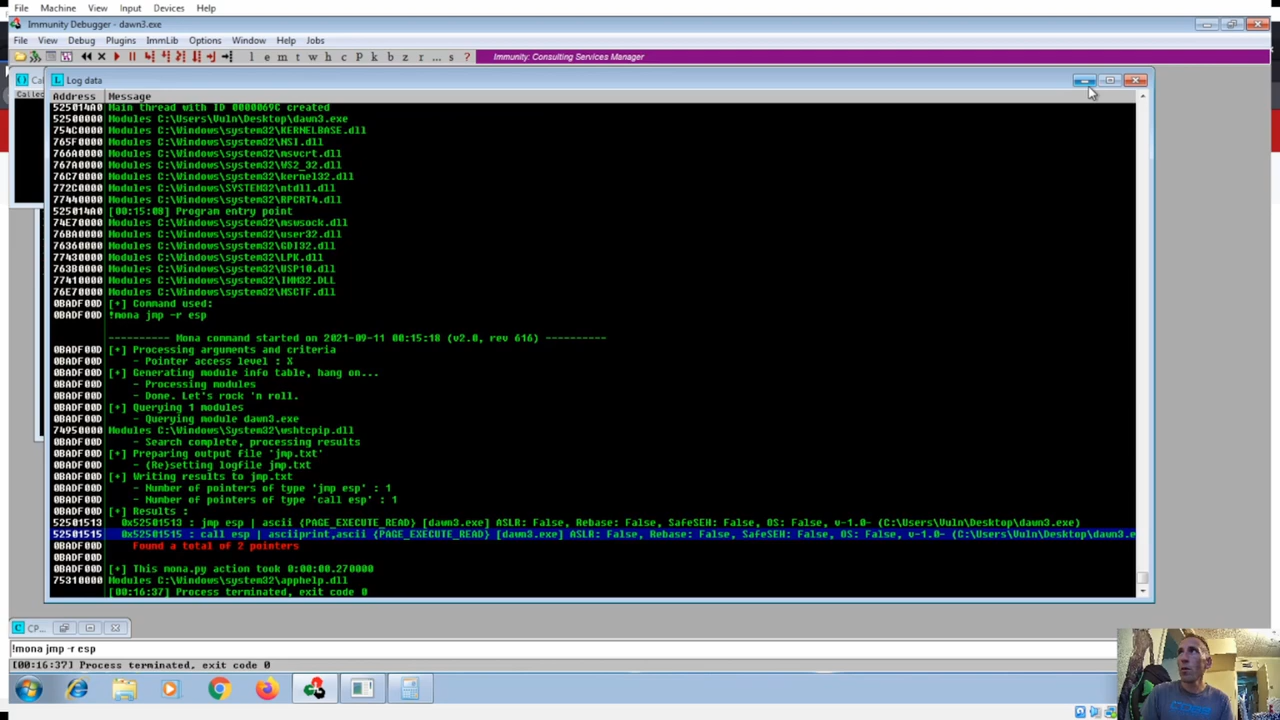 File Machine View Input Devices Help
Immunity Debugger - dawn3.exe
File View Debug Plugins ImmLib Options Window Help Jobs
l e m t w h c P k b z r ... s ? Immunity: Consulting Services Manager
Log data
Address Message
525014A0 Main thread with ID 0000069C created
52500000 Modules C:\Users\Vuln\Desktop\dawn3.exe
754C0000 Modules C:\Windows\system32\KERNELBASE.dll
765F0000 Modules C:\Windows\system32\NSI.dll
766A0000 Modules C:\Windows\system32\msvcrt.dll
767A0000 Modules C:\Windows\system32\WS2_32.dll
76C70000 Modules C:\Windows\system32\kernel32.dll
772C0000 Modules C:\Windows\SYSTEM32\ntdll.dll
77440000 Modules C:\Windows\system32\RPCRT4.dll
525014A0 [00:15:08] Program entry point
74E70000 Modules C:\Windows\system32\mswsock.dll
76BA0000 Modules C:\Windows\system32\user32.dll
76360000 Modules C:\Windows\system32\GDI32.dll
77430000 Modules C:\Windows\system32\LPK.dll
763B0000 Modules C:\Windows\system32\USP10.dll
77410000 Modules C:\Windows\system32\IMM32.DLL
76E70000 Modules C:\Windows\system32\MSCTF.dll
0BADF00D [+] Command used:
0BADF00D !mona jmp -r esp
---------- Mona command started on 2021-09-11 00:15:18 (v2.0, rev 616) ----------
0BADF00D [+] Processing arguments and criteria
0BADF00D - Pointer access level : X
0BADF00D [+] Generating module info table, hang on...
0BADF00D - Processing modules
0BADF00D - Done. Let's rock 'n roll.
0BADF00D [+] Querying 1 modules
0BADF00D - Querying module dawn3.exe
74950000 Modules C:\Windows\System32\wshtcpip.dll
0BADF00D - Search complete, processing results
0BADF00D [+] Preparing output file 'jmp.txt'
0BADF00D - (Re)setting logfile jmp.txt
0BADF00D [+] Writing results to jmp.txt
0BADF00D - Number of pointers of type 'jmp esp' : 1
0BADF00D - Number of pointers of type 'call esp' : 1
0BADF00D [+] Results :
52501513 0x52501513 : jmp esp | ascii {PAGE_EXECUTE_READ} [dawn3.exe] ASLR: False, Rebase: False, SafeSEH: False, OS: False, v-1.0- (C:\Users\Vuln\Desktop\dawn3.exe)
52501515 0x52501515 : call esp | asciiprint,ascii {PAGE_EXECUTE_READ} [dawn3.exe] ASLR: False, Rebase: False, SafeSEH: False, OS: False, v-1.0- (C:\Users\Vuln\Desktop\dawn3.e
0BADF00D Found a total of 2 pointers
0BADF00D
0BADF00D [+] This mona.py action took 0:00:00.270000
75310000 Modules C:\Windows\system32\apphelp.dll
[00:16:37] Process terminated, exit code 0
CP...
!mona jmp -r esp
[00:16:37] Process terminated, exit code 0